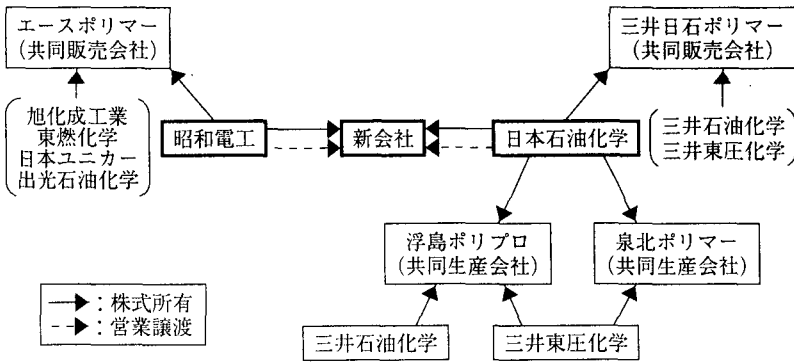 エースポリマー
(共同販売会社)
三井日石ポリマー
(共同販売会社)
旭化成工業
東燃化学
日本ユニカー
出光石油化学
昭和電工
新会社
日本石油化学
三井石油化学
三井東圧化学
浮島ポリプロ
(共同生産会社)
泉北ポリマー
(共同生産会社)
:株式所有
:営業譲渡
三井石油化学
三井東圧化学